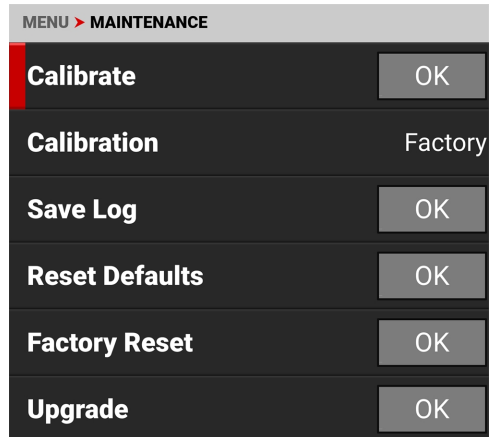 MENU ➤ MAINTENANCE
Calibrate OK
Calibration Factory
Save Log OK
Reset Defaults OK
Factory Reset OK
Upgrade OK